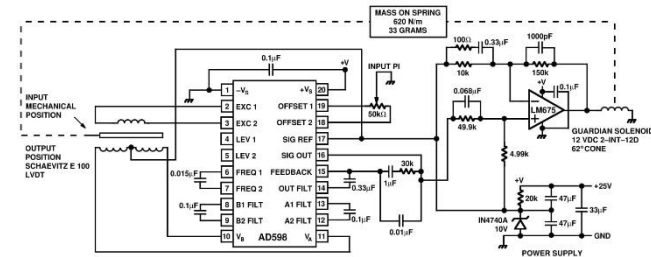 MASS ON SPRING
620 N/m
33 GRAMS
100Ω
0.33µF
1000pF
10k
150k
0.1µF
+V
INPUT PI
50kΩ
0.068µF
49.9k
+V
0.1µF
LM675
GUARDIAN SOLENOID
12 VDC 2–INT–12D
62° CONE
4.99k
INPUT
MECHANICAL
POSITION
OUTPUT
POSITION
SCHAEVITZ E 100
LVDT
1 –VS
2 EXC 1
3 EXC 2
4 LEV 1
5 LEV 2
6 FREQ 1
7 FREQ 2
8 B1 FILT
9 B2 FILT
10 VB
+VS 20
OFFSET 1 19
OFFSET 2 18
SIG REF 17
SIG OUT 16
FEEDBACK 15
OUT FILT 14
A1 FILT 13
A2 FILT 12
VA 11
AD598
0.015µF
0.1µF
30k
1µF
0.33µF
0.1µF
0.01µF
+V
+25V
20k
47µF
47µF
33µF
IN4740A
10V
GND
POWER SUPPLY